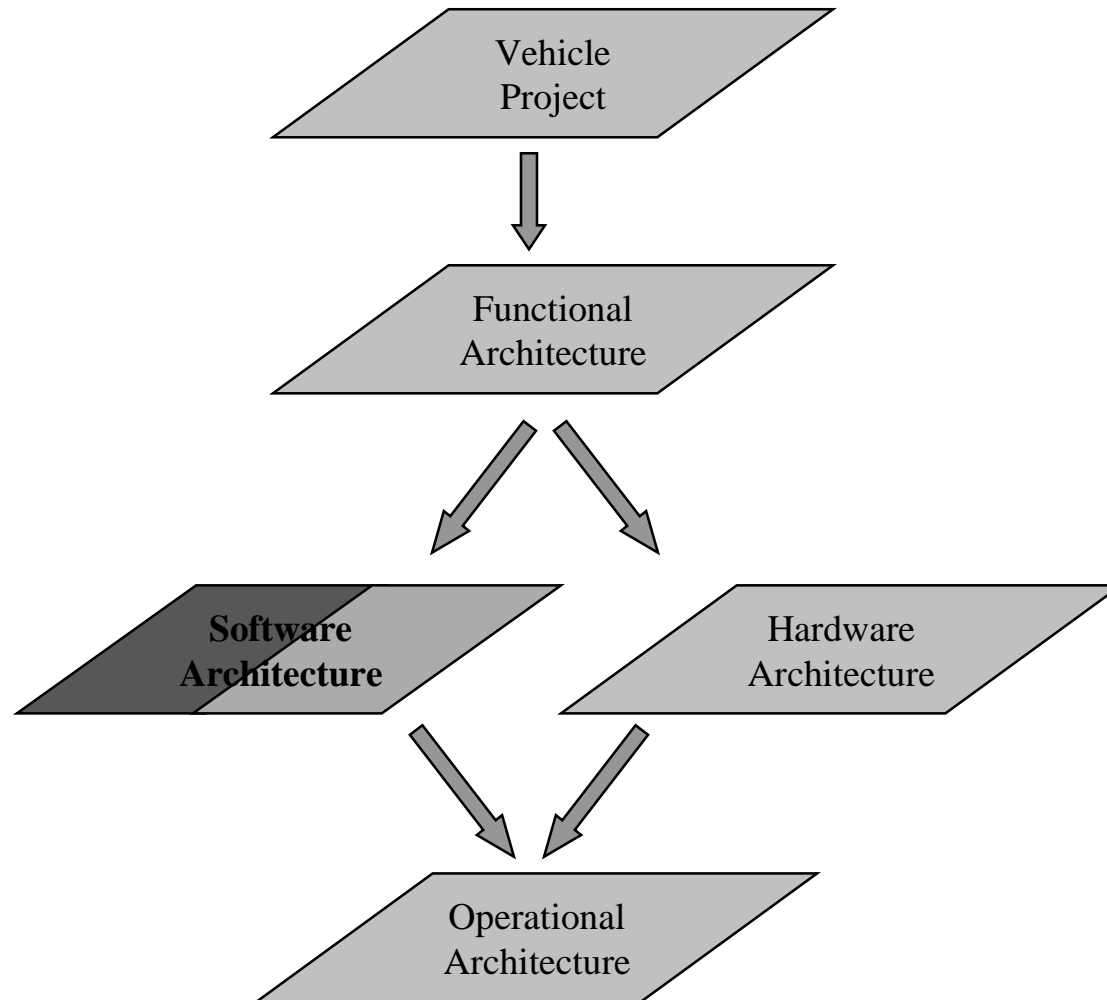 Vehicle
Project
Functional
Architecture
Software
Architecture
Hardware
Architecture
Operational
Architecture